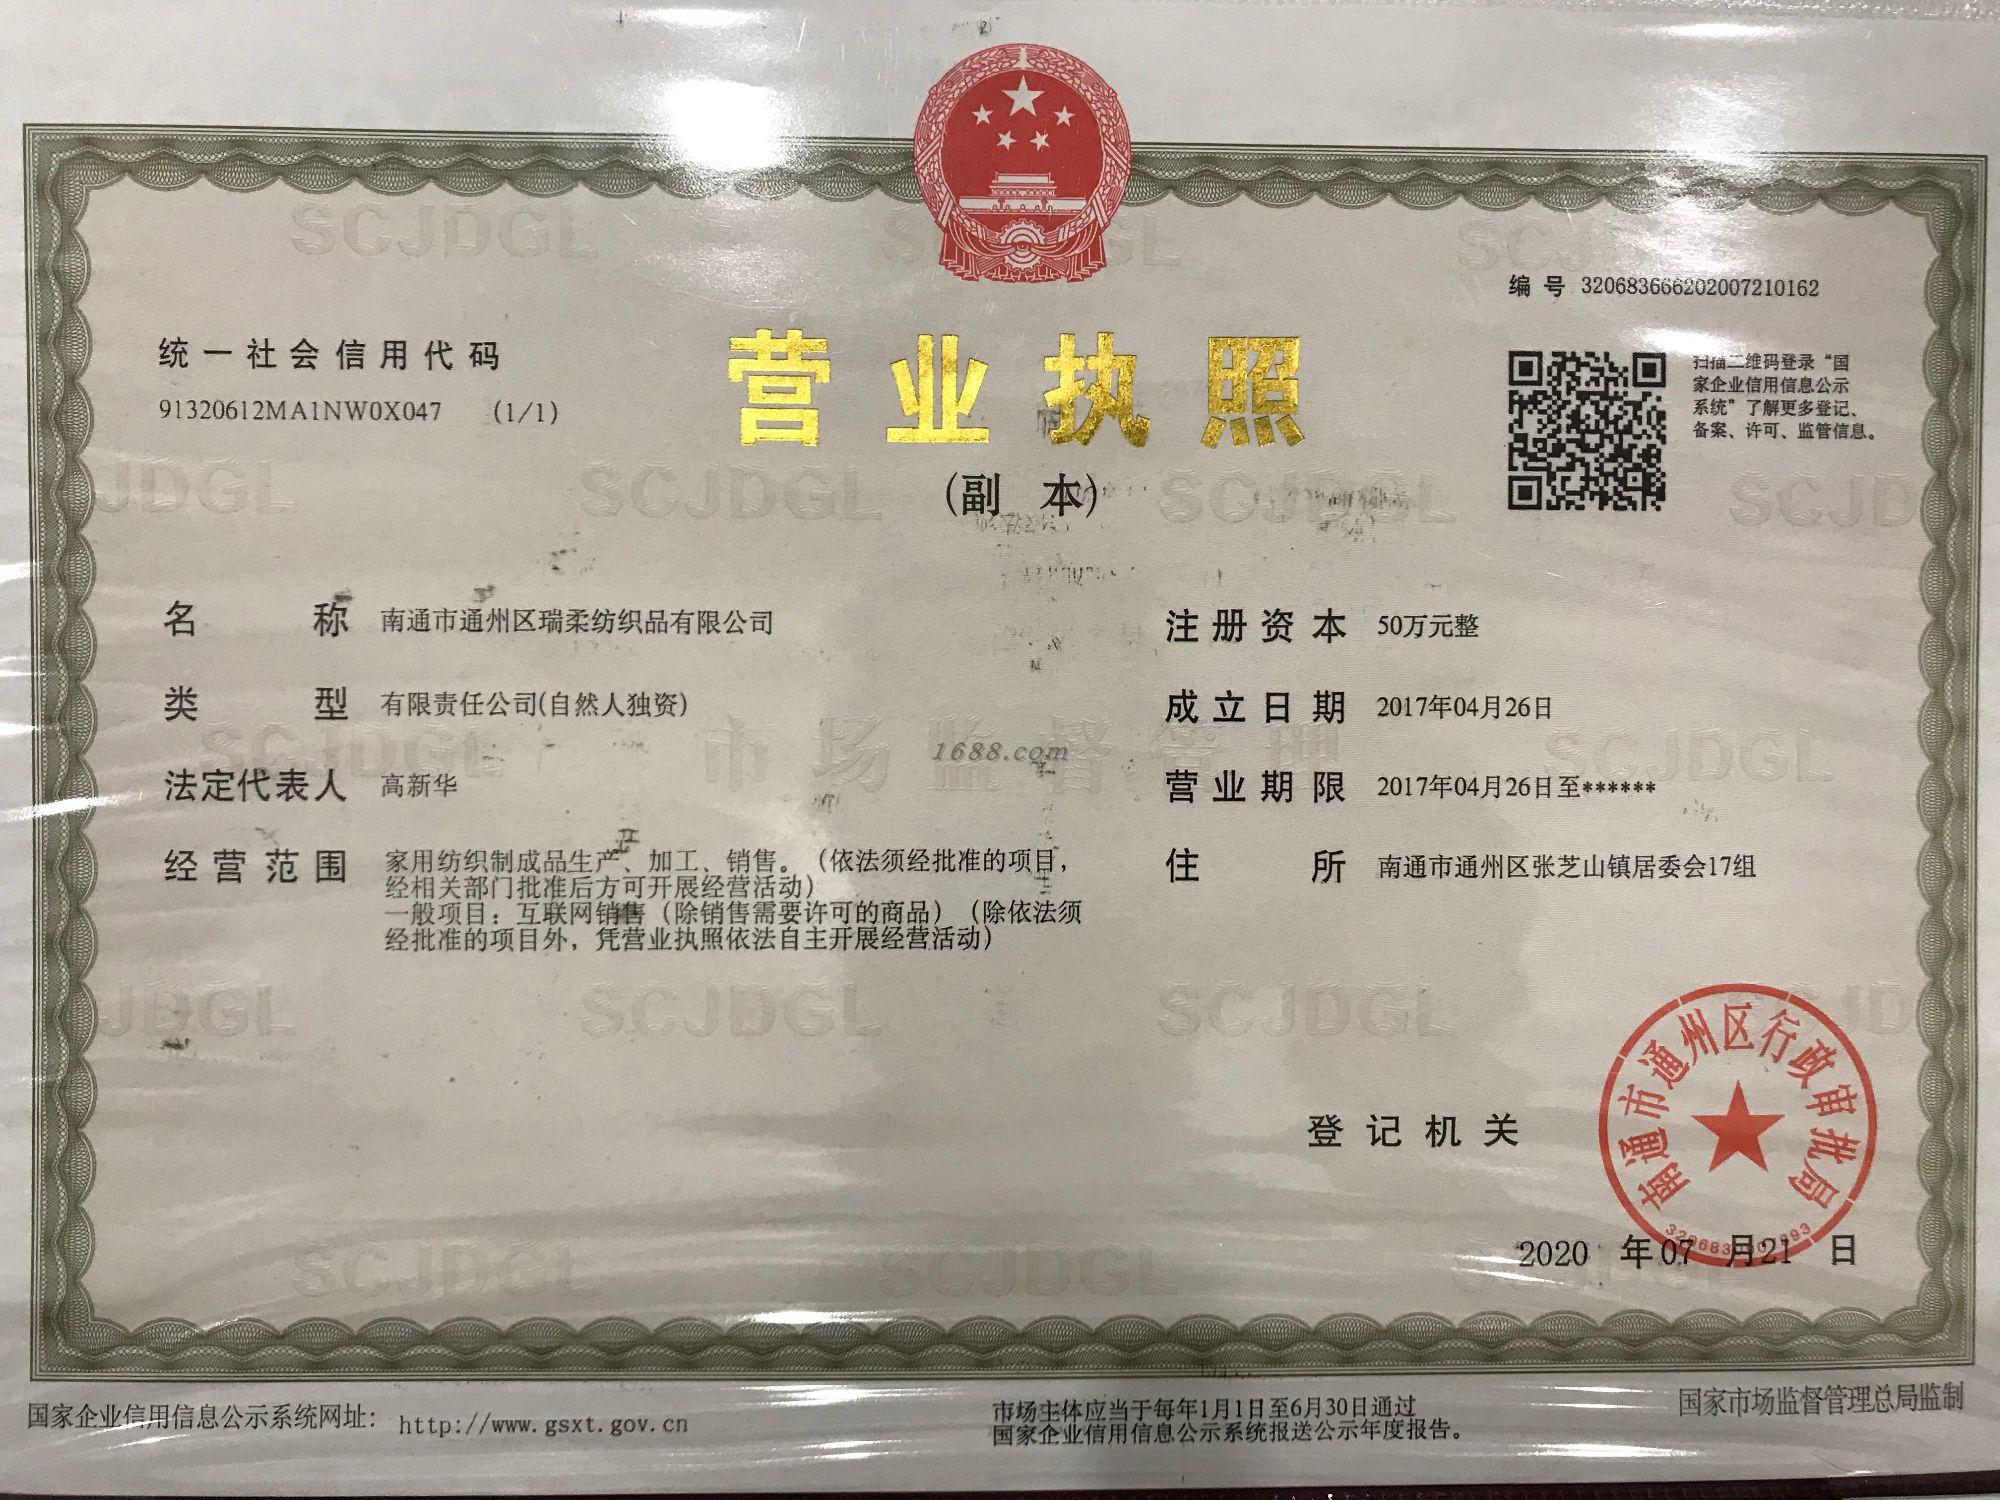 编 号 320683666202007210162
统一社会信用代码
91320612MA1NW0X047 (1/1)
营业执照
(副 本)
扫描二维码登录“国
家企业信用信息公示
系统”了解更多登记、
备案、许可、监管信息。
名 称 南通市通州区瑞柔纺织品有限公司
类 型 有限责任公司(自然人独资)
法定代表人 高新华
经营范围 家用纺织制成品生产、加工、销售。（依法须经批准的项目，
经相关部门批准后方可开展经营活动）
一般项目：互联网销售（除销售需要许可的商品）（除依法须
经批准的项目外，凭营业执照依法自主开展经营活动）
注册资本 50万元整
成立日期 2017年04月26日
营业期限 2017年04月26日至******
住 所 南通市通州区张芝山镇居委会17组
1688.com
登记机关
南通市通州区行政审批局
2020 年 07 月 21 日
国家企业信用信息公示系统网址： http://www.gsxt.gov.cn
市场主体应当于每年1月1日至6月30日通过
国家企业信用信息公示系统报送公示年度报告。
国家市场监督管理总局监制
SCJDGL
市场监督管理